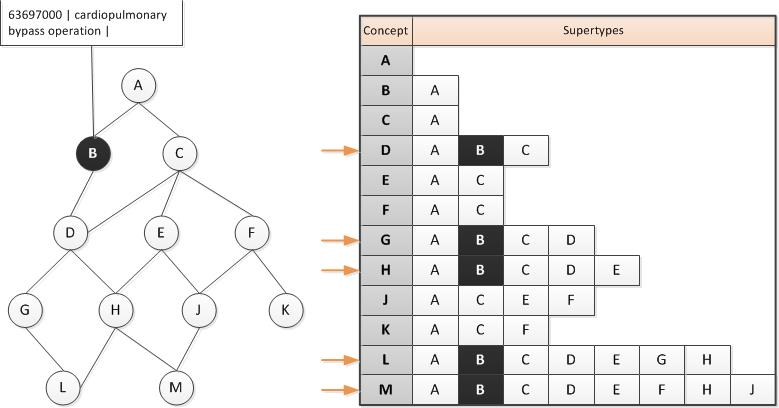 63697000 | cardiopulmonary
bypass operation |
A
B
C
D
E
F
G
H
J
K
L
M
Concept Supertypes
A
B A
C A
D A B C
E A C
F A C
G A B C D
H A B C D E
J A C E F
K A C F
L A B C D E G H
M A B C D E F H J